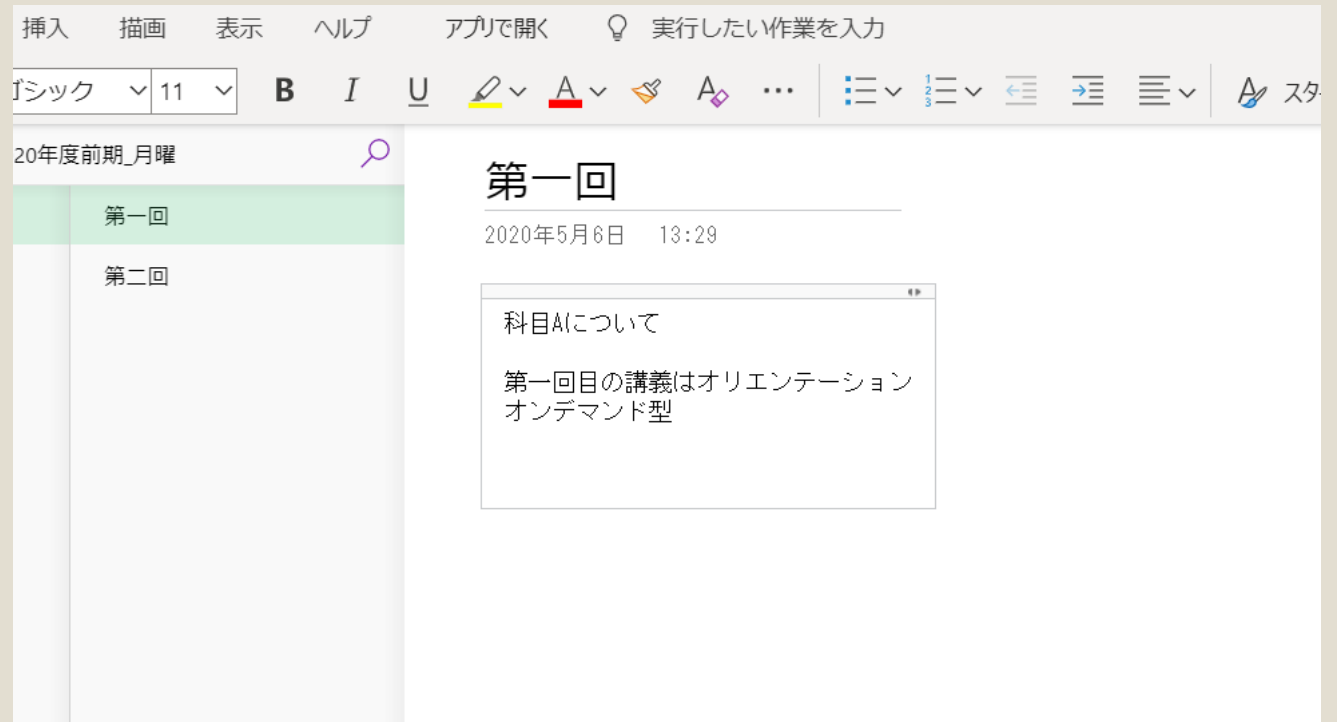 挿入 描画 表示 ヘルプ アプリで開く 実行したい作業を入力
ゴシック 11 B I U A A スタ
20年度前期_月曜
第一回
第二回
第一回
2020年5月6日 13:29
科目Aについて
第一回目の講義はオリエンテーション
オンデマンド型